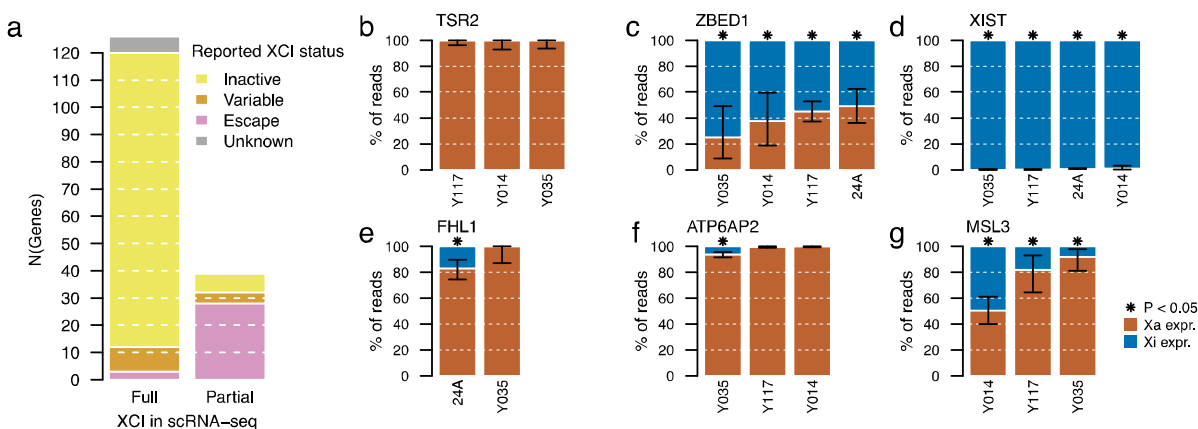 a
N(Genes)
120
110
100
90
80
70
60
50
40
30
20
10
0
Reported XCI status
Inactive
Variable
Escape
Unknown
Full
Partial
XCI in scRNA−seq
b
TSR2
% of reads
100
80
60
40
20
0
Y117
Y014
Y035
c
ZBED1
% of reads
100
80
60
40
20
0
* * * *
Y035
Y014
Y117
24A
d
XIST
% of reads
100
80
60
40
20
0
* * * *
Y035
Y117
24A
Y014
e
FHL1
% of reads
100
80
60
40
20
0
*
24A
Y035
f
ATP6AP2
% of reads
100
80
60
40
20
0
*
Y035
Y117
Y014
g
MSL3
% of reads
100
80
60
40
20
0
* * *
Y014
Y117
Y035
* P < 0.05
Xa expr.
Xi expr.